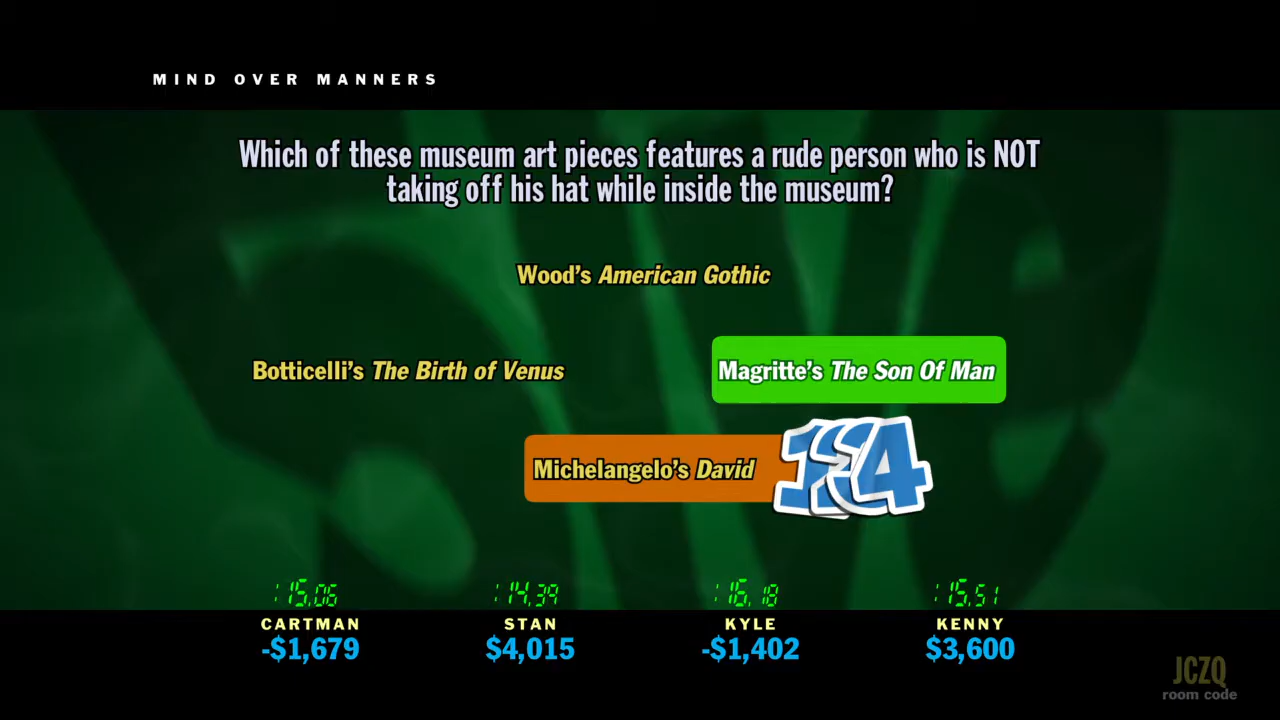 MIND OVER MANNERS
Which of these museum art pieces features a rude person who is NOT
taking off his hat while inside the museum?
Wood's American Gothic
Botticelli's The Birth of Venus
Magritte's The Son Of Man
Michelangelo's David
4
:15.06
:14.39
:16.18
:15.51
CARTMAN
STAN
KYLE
KENNY
-$1,679
$4,015
-$1,402
$3,600
JCZQ
room code